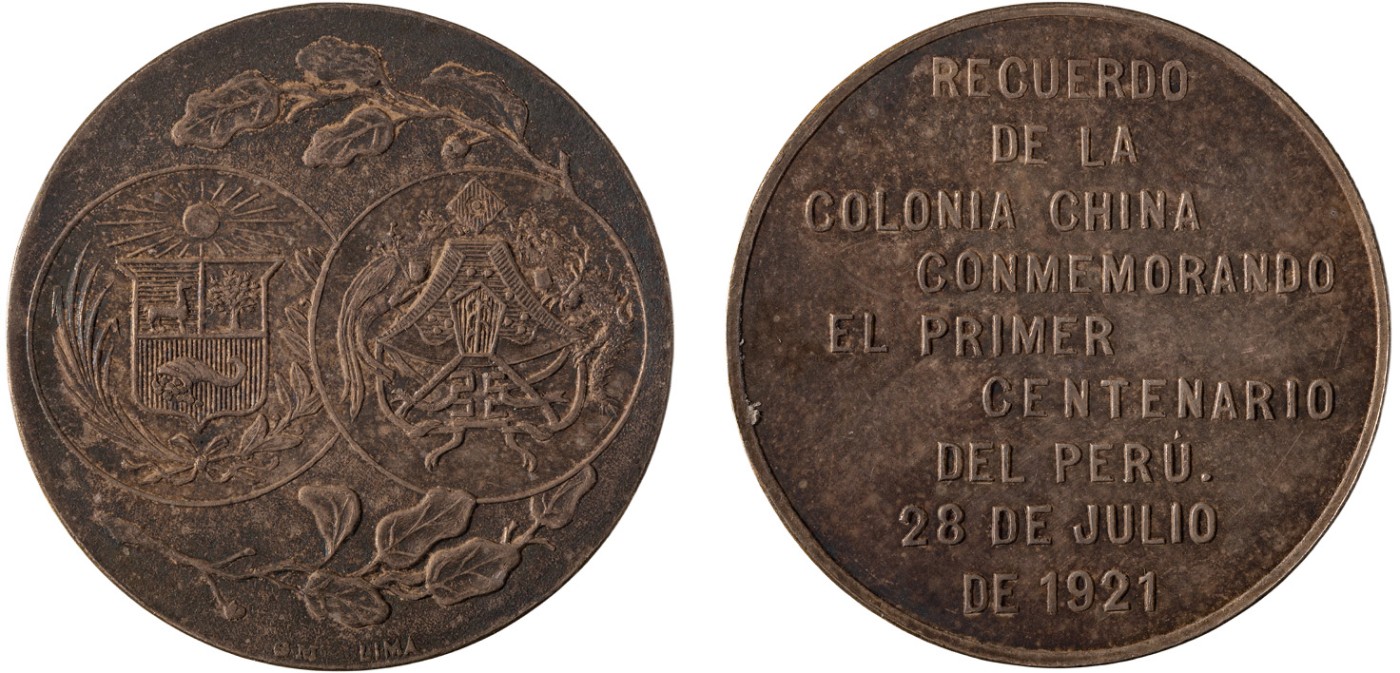 LIMA
RECUERDO
DE LA
COLONIA CHINA
CONMEMORANDO
EL PRIMER
CENTENARIO
DEL PERÚ.
28 DE JULIO
DE 1921